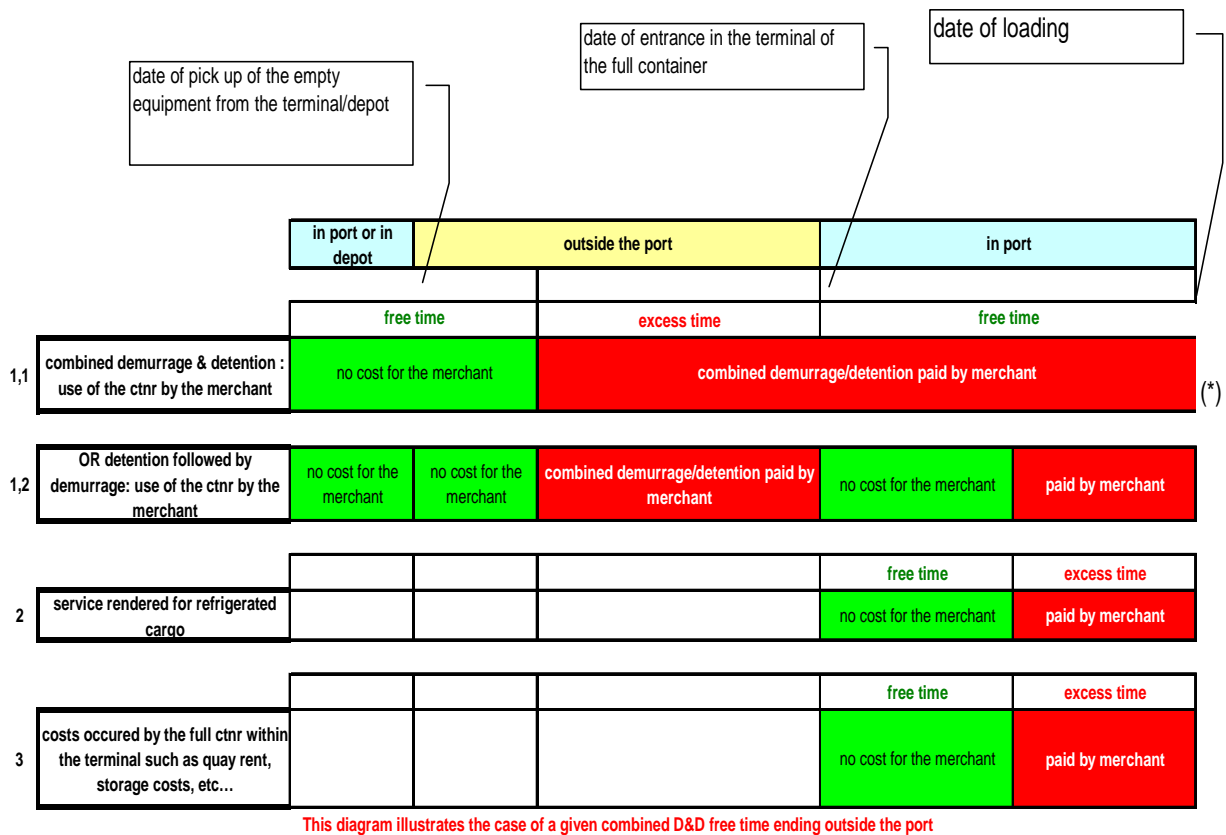 date of pick up of the empty
equipment from the terminal/depot
date of entrance in the terminal of
the full container
date of loading
in port or in
depot
outside the port
in port
free time
excess time
free time
1,1
combined demurrage & detention :
use of the ctnr by the merchant
no cost for the merchant
combined demurrage/detention paid by merchant
(*)
1,2
OR detention followed by
demurrage: use of the ctnr by the
merchant
no cost for the
merchant
no cost for the
merchant
combined demurrage/detention paid by
merchant
no cost for the merchant
paid by merchant
free time
excess time
2
service rendered for refrigerated
cargo
no cost for the merchant
paid by merchant
free time
excess time
3
costs occured by the full ctnr within
the terminal such as quay rent,
storage costs, etc…
no cost for the merchant
paid by merchant
This diagram illustrates the case of a given combined D&D free time ending outside the port